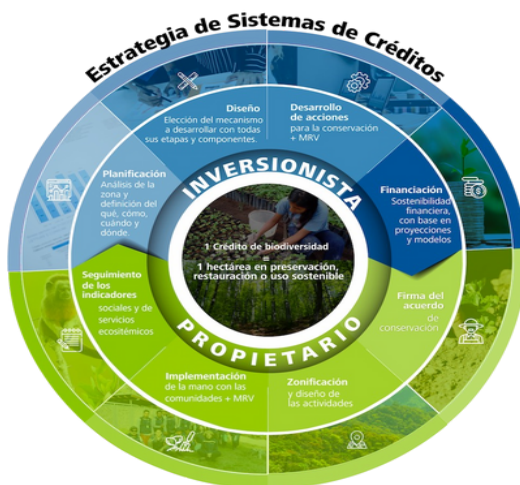 Estrategia de Sistemas de Créditos
Diseño
Elección del mecanismo
a desarrollar con todas
sus etapas y componentes.
Desarrollo
de acciones
para la conservación
+ MRV
Planificación
Análisis de la
zona y
definición del
qué, cómo,
cuándo y
dónde.
INVERSIONISTA
Financiación
Sostenibilidad
financiera,
con base en
proyecciones
y modelos
1 Crédito de biodiversidad
=
1 hectárea en preservación,
restauración o uso sostenible
Seguimiento
de los
indicadores
sociales y de
servicios
ecositémicos
Firma del
acuerdo
de
conservación
PROPIETARIO
Implementación
de la mano con las
comunidades + MRV
Zonificación
y diseño de
las actividades